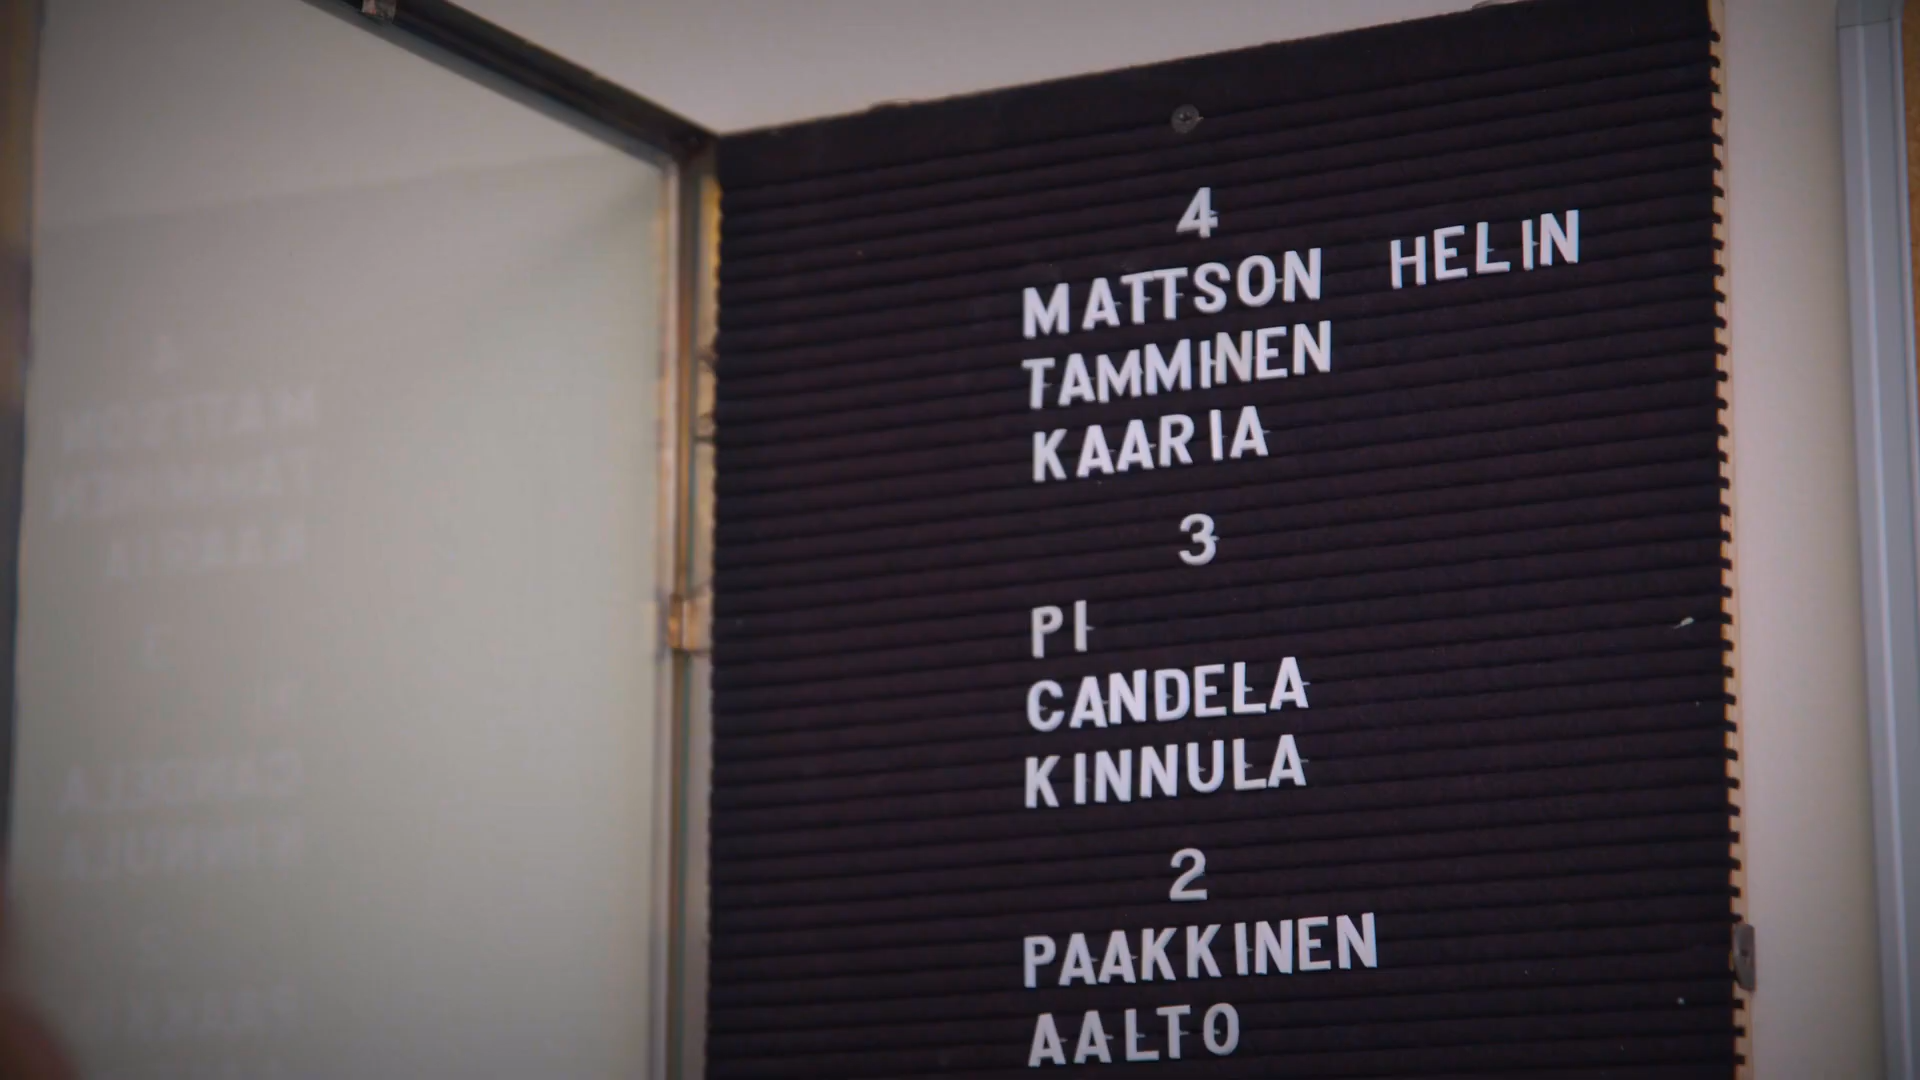 4
MATTSON HELIN
TAMMINEN
KAARIA
3
PI
CANDELA
KINNULA
2
PAAKKINEN
AALTO